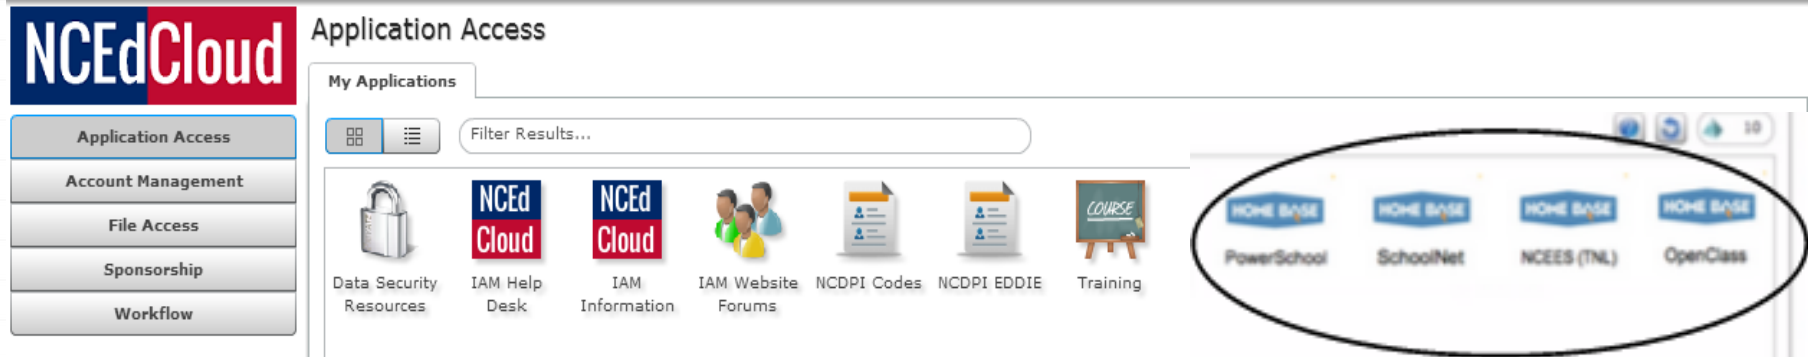 NCEdCloud
Application Access
My Applications
Application Access
Account Management
File Access
Sponsorship
Workflow
Filter Results...
10
NCEd
Cloud
NCEd
Cloud
COURSE
HOME BASE
HOME BASE
HOME BASE
HOME BASE
Data Security
Resources
IAM Help
Desk
IAM
Information
IAM Website
Forums
NCDPI Codes
NCDPI EDDIE
Training
PowerSchool
SchoolNet
NCEES (TNL)
OpenClass